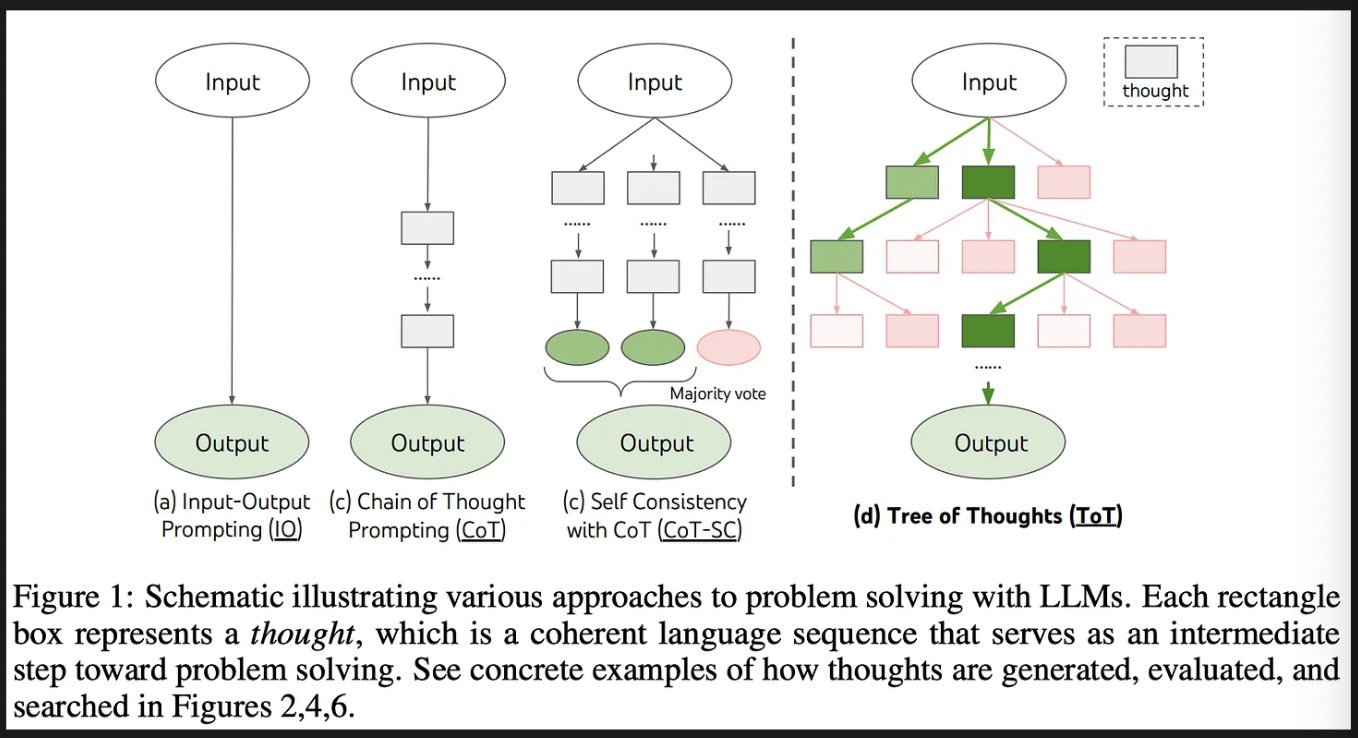 Input
Input
Input
Input
thought
......
......
......
......
......
Majority vote
Output
Output
Output
Output
(a) Input-Output
Prompting (IO)
(c) Chain of Thought
Prompting (CoT)
(c) Self Consistency
with CoT (CoT-SC)
(d) Tree of Thoughts (ToT)
Figure 1: Schematic illustrating various approaches to problem solving with LLMs. Each rectangle
box represents a thought, which is a coherent language sequence that serves as an intermediate
step toward problem solving. See concrete examples of how thoughts are generated, evaluated, and
searched in Figures 2,4,6.